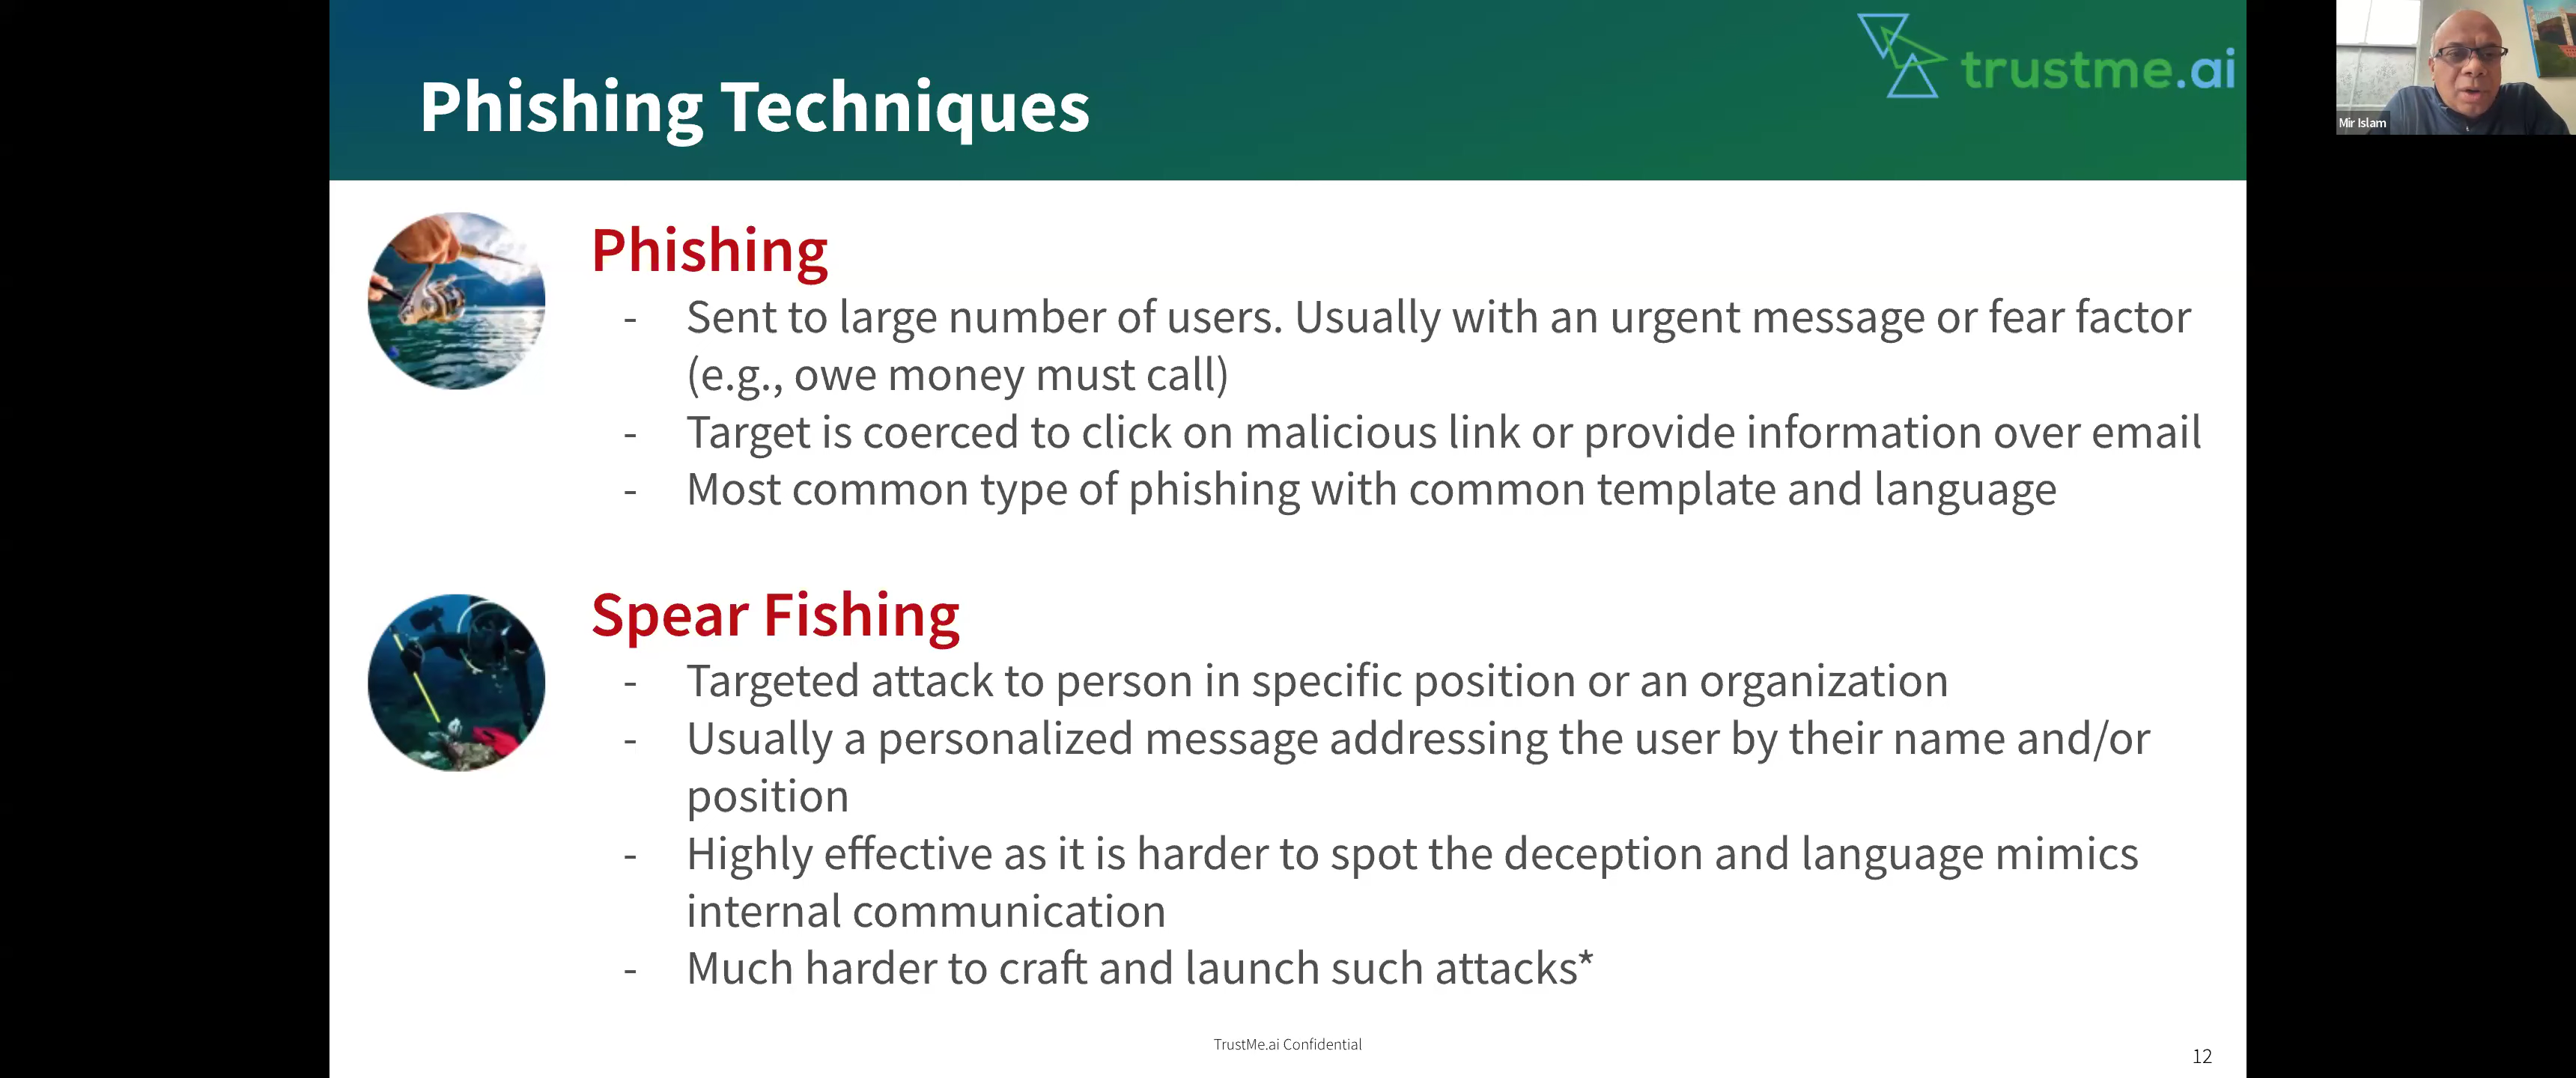 Phishing Techniques
trustme.ai
Mir Islam
Phishing
- Sent to large number of users. Usually with an urgent message or fear factor
(e.g., owe money must call)
- Target is coerced to click on malicious link or provide information over email
- Most common type of phishing with common template and language
Spear Fishing
- Targeted attack to person in specific position or an organization
- Usually a personalized message addressing the user by their name and/or
position
- Highly effective as it is harder to spot the deception and language mimics
internal communication
- Much harder to craft and launch such attacks*
TrustMe.ai Confidential
12